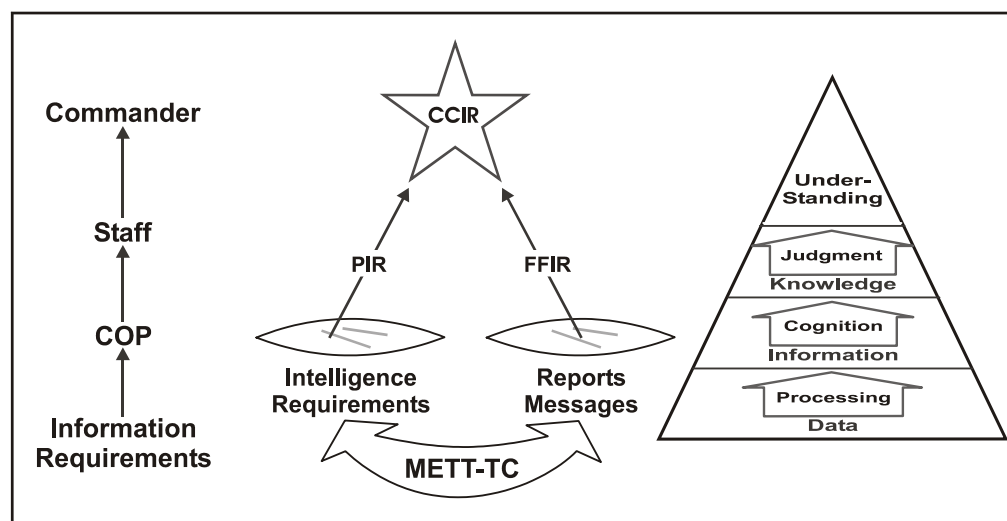 Commander
Staff
COP
Information
Requirements
CCIR
PIR
FFIR
Intelligence
Requirements
Reports
Messages
METT-TC
Under-
Standing
Judgment
Knowledge
Cognition
Information
Processing
Data